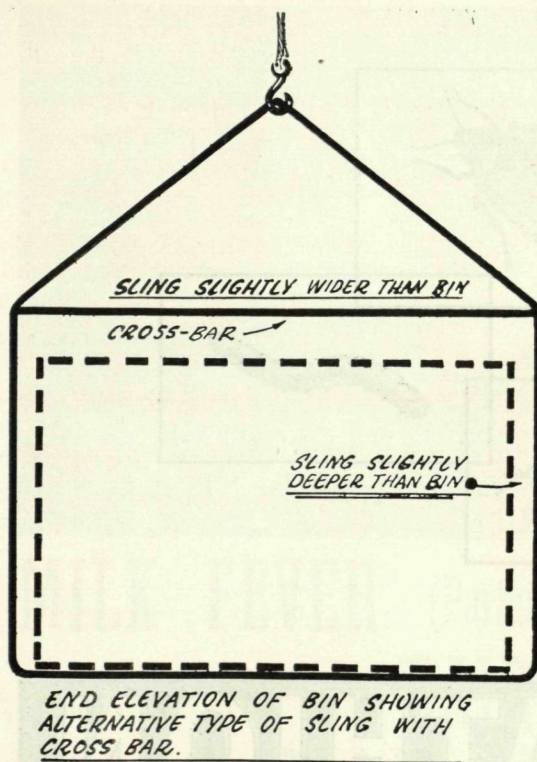 SLING SLIGHTLY WIDER THAN BIN
CROSS-BAR
SLING SLIGHTLY
DEEPER THAN BIN
END ELEVATION OF BIN SHOWING
ALTERNATIVE TYPE OF SLING WITH
CROSS BAR.